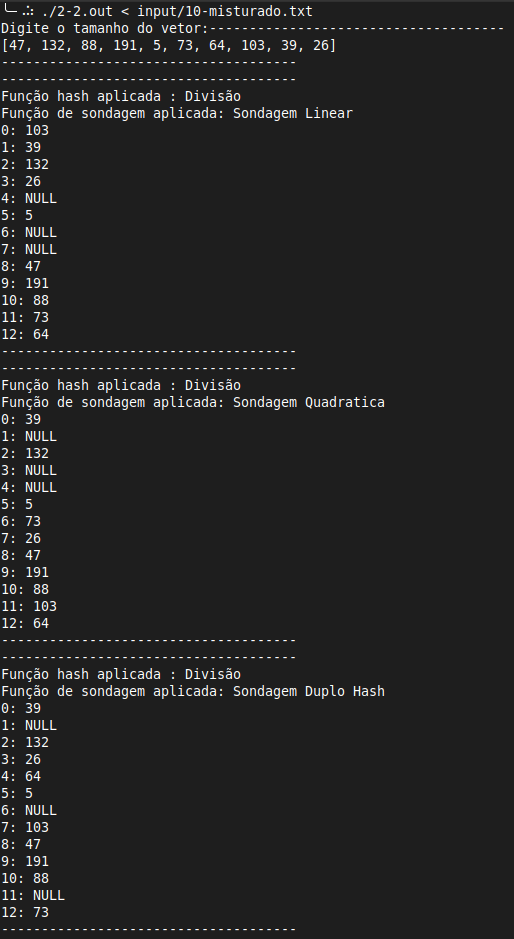 ╰─ ∴ ./2-2.out < input/10-misturado.txt
Digite o tamanho do vetor:-------------------------------------
[47, 132, 88, 191, 5, 73, 64, 103, 39, 26]
-------------------------------------
-------------------------------------
Função hash aplicada : Divisão
Função de sondagem aplicada: Sondagem Linear
0: 103
1: 39
2: 132
3: 26
4: NULL
5: 5
6: NULL
7: NULL
8: 47
9: 191
10: 88
11: 73
12: 64
-------------------------------------
-------------------------------------
Função hash aplicada : Divisão
Função de sondagem aplicada: Sondagem Quadratica
0: 39
1: NULL
2: 132
3: NULL
4: NULL
5: 5
6: 73
7: 26
8: 47
9: 191
10: 88
11: 103
12: 64
-------------------------------------
-------------------------------------
Função hash aplicada : Divisão
Função de sondagem aplicada: Sondagem Duplo Hash
0: 39
1: NULL
2: 132
3: 26
4: 64
5: 5
6: NULL
7: 103
8: 47
9: 191
10: 88
11: NULL
12: 73
-------------------------------------